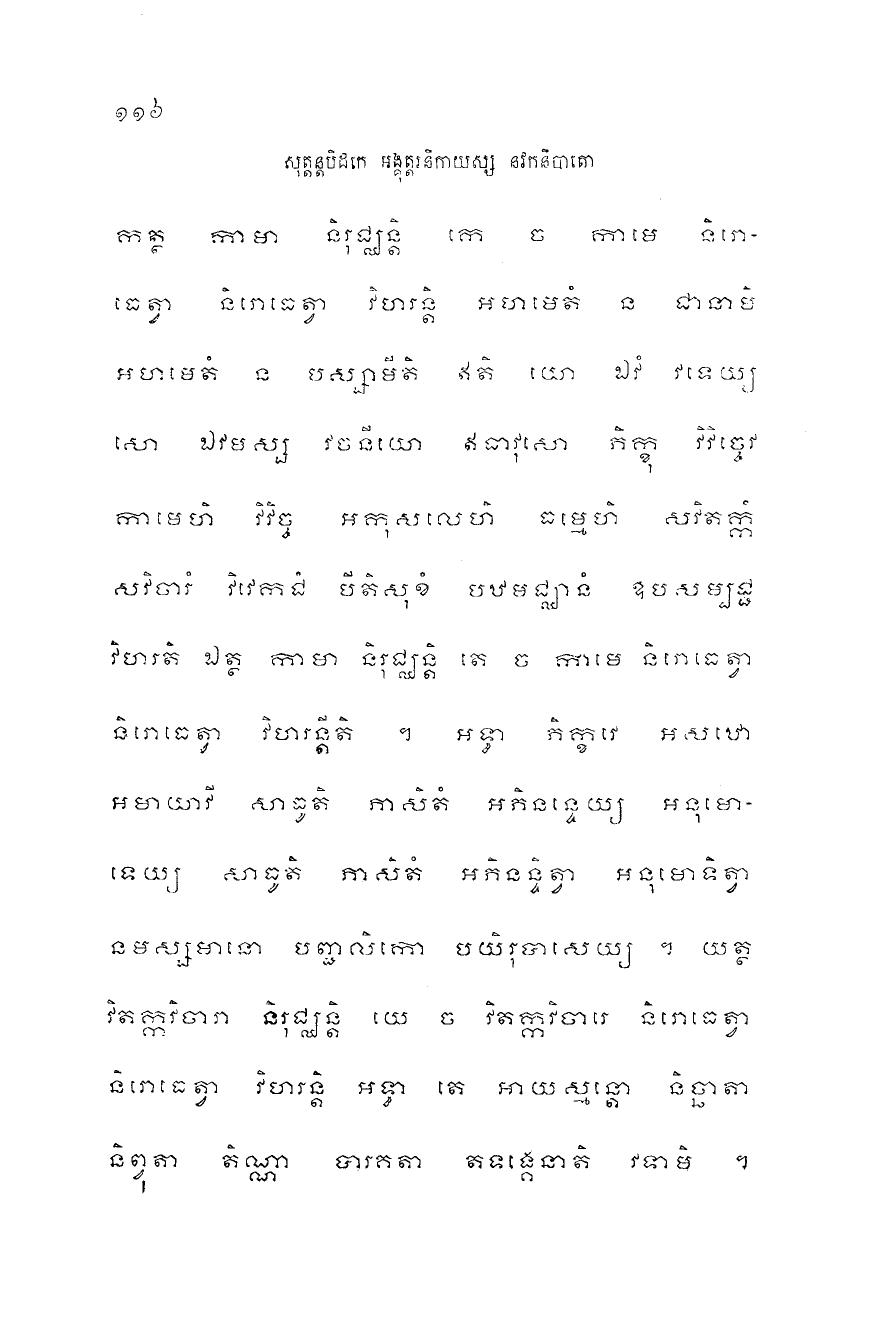 ១១៦
សុត្តន្តបិដកេ អង្គុត្តរនិកាយស្ស នវកនិបាតោ
កត្ថ កាមា និរុជ្ឈន្តិ កេ ច កាមេ និរោ-
ធេត្វា និរោធេត្វា វិហរន្តិ អហមេតំ ន ជានាមិ
អហមេតំ ន បស្សាមីតិ ឥតិ យោ ឯវំ វទេយ្យ
សោ ឯវមស្ស វចនីយោ ឥធាវុសោ ភិក្ខុ វិវិច្ចេវ
កាមេហិ វិវិច្ច អកុសលេហិ ធម្មេហិ សវិតក្កំ
សវិចារំ វិវេកជំ បីតិសុខំ បឋមជ្ឈានំ ឧបសម្បជ្ជ
វិហរតិ ឯត្ថ កាមា និរុជ្ឈន្តិ តេ ច កាមេ និរោធេត្វា
និរោធេត្វា វិហរន្តីតិ ។ អទ្ធា ភិក្ខវេ អសឋោ
អមាយាវី សាធូតិ ភាសិតំ អភិនន្ទេយ្យ អនុមោ-
ទេយ្យ សាធូតិ ភាសិតំ អភិនន្ទិត្វា អនុមោទិត្វា
នមស្សមានោ បញ្ជលិកោ បយិរុបាសេយ្យ ។ យត្ថ
វិតក្កវិចារា និរុជ្ឈន្តិ យេ ច វិតក្កវិចារេ និរោធេត្វា
និរោធេត្វា វិហរន្តិ អទ្ធា តេ អាយស្មន្តោ និច្ឆាតា
និព្វុតា តិណ្ណា បារគតា តទង្គេនាតិ វទាមិ ។